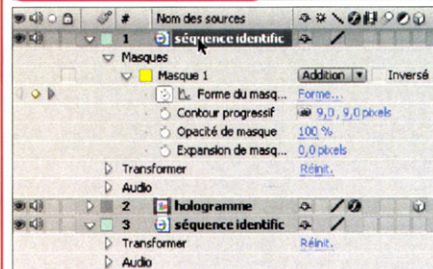 # Nom des sources
1 séquence identific
Masques
Masque 1 Addition Inversé
Forme du masq... Forme...
Contour progressif 9,0, 9,0 pixels
Opacité de masque 100 %
Expansion de masq... 0,0 pixels
Transformer Réinit.
Audio
2 hologramme
3 séquence identific
Transformer Réinit.
Audio